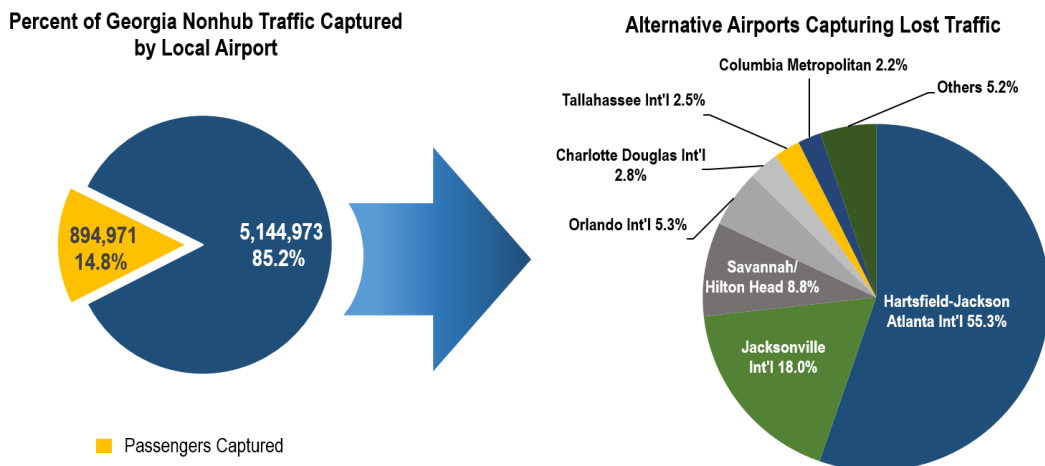 Percent of Georgia Nonhub Traffic Captured
by Local Airport
894,971
14.8%
5,144,973
85.2%
Passengers Captured
Alternative Airports Capturing Lost Traffic
Columbia Metropolitan 2.2%
Others 5.2%
Tallahassee Int'l 2.5%
Charlotte Douglas Int'l
2.8%
Orlando Int'l 5.3%
Savannah/
Hilton Head 8.8%
Hartsfield-Jackson
Atlanta Int'l 55.3%
Jacksonville
Int'l 18.0%